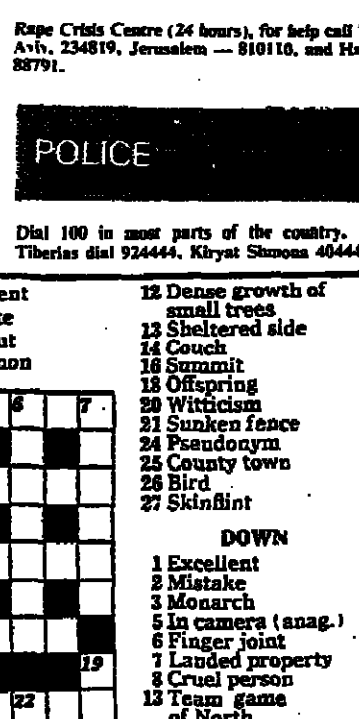 Rape Crisis Centre (24 hours), for help call
Aviv, 234819, Jerusalem — 810110, and Ha
88791.
POLICE
Dial 100 in most parts of the country.
Tiberias dial 924444, Kiryat Shmona 40444
ent
te
ut
non
12 Dense growth of
small trees
13 Sheltered side
14 Couch
16 Summit
18 Offspring
20 Witticism
21 Sunken fence
24 Pseudonym
25 County town
26 Bird
27 Skinflint
DOWN
1 Excellent
2 Mistake
3 Monarch
5 In camera (anag.)
6 Finger joint
7 Landed property
8 Cruel person
13 Team game
of North
6
7
19
22